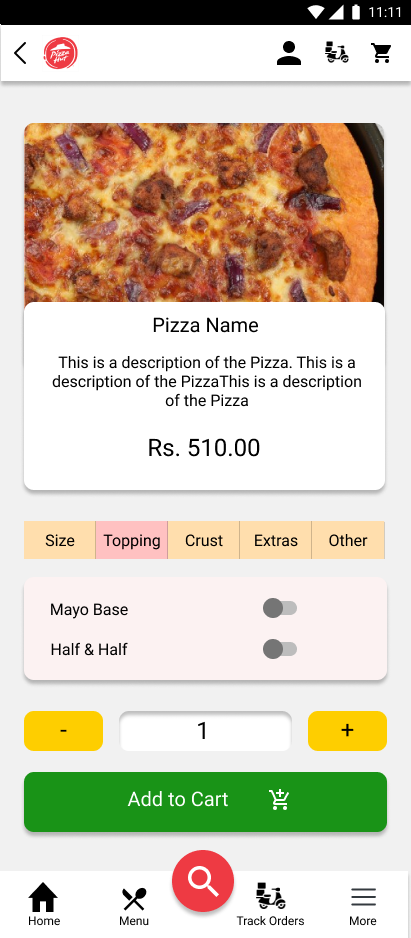 11:11
Pizza
Hut
Pizza Name
This is a description of the Pizza. This is a
description of the PizzaThis is a description
of the Pizza
Rs. 510.00
Size Topping Crust Extras Other
Mayo Base
Half & Half
- 1 +
Add to Cart
Home Menu Track Orders More